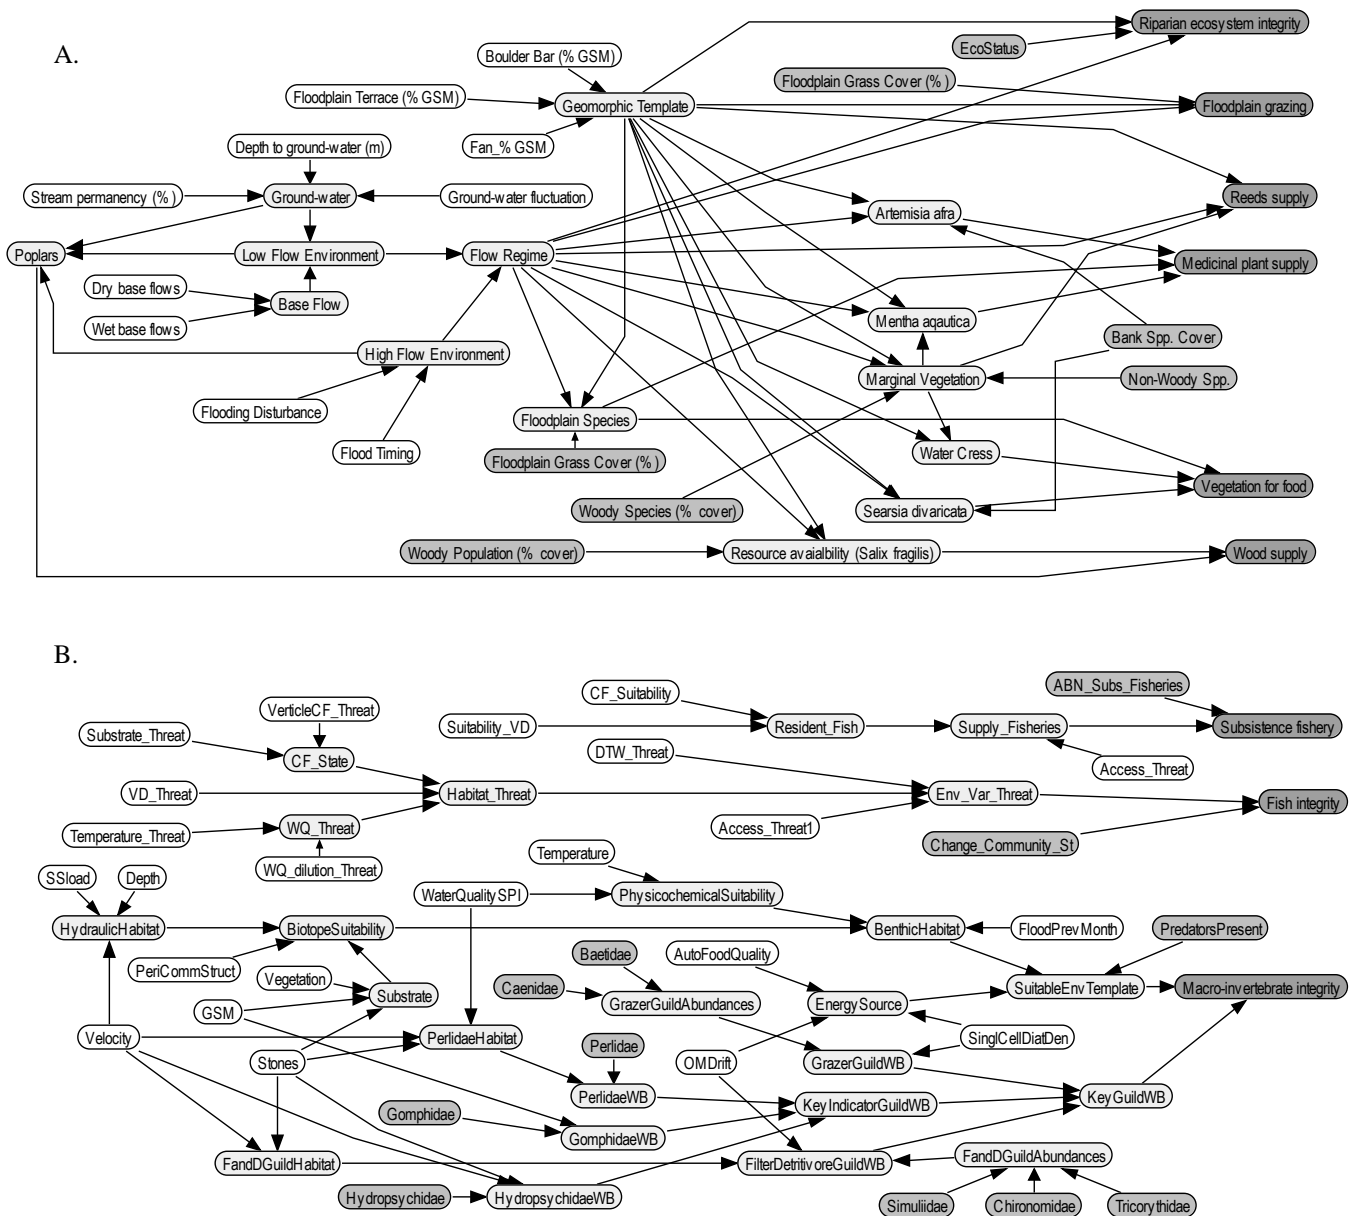 A.
Riparian ecosystem integrity
EcoStatus
Boulder Bar (% GSM)
Floodplain Grass Cover (%)
Floodplain Terrace (% GSM)
Geomorphic Template
Floodplain grazing
Fan_% GSM
Depth to ground-water (m)
Stream permanency (%)
Ground-water
Ground-water fluctuation
Reeds supply
Artemisia afra
Poplars
Low Flow Environment
Flow Regime
Medicinal plant supply
Dry base flows
Base Flow
Wet base flows
Mentha aqautica
Bank Spp. Cover
High Flow Environment
Marginal Vegetation
Non-Woody Spp.
Flooding Disturbance
Floodplain Species
Flood Timing
Water Cress
Floodplain Grass Cover (%)
Vegetation for food
Woody Species (% cover)
Searsia divaricata
Woody Population (% cover)
Resource avaialbility (Salix fragilis)
Wood supply
B.
ABN_Subs_Fisheries
CF_Suitability
VerticleCF_Threat
Suitability_VD
Resident_Fish
Supply_Fisheries
Subsistence fishery
Substrate_Threat
DTW_Threat
CF_State
Access_Threat
VD_Threat
Habitat_Threat
Env_Var_Threat
Fish integrity
Temperature_Threat
WQ_Threat
Access_Threat1
Change_Community_St
Temperature
WQ_dilution_Threat
SSload
Depth
WaterQualitySPI
PhysicochemicalSuitability
HydraulicHabitat
BiotopeSuitability
BenthicHabitat
FloodPrevMonth
PredatorsPresent
PeriCommStruct
Baetidae
AutoFoodQuality
Vegetation
Caenidae
Substrate
GrazerGuildAbundances
EnergySource
SuitableEnvTemplate
Macro-invertebrate integrity
GSM
Velocity
PerlidaeHabitat
Perlidae
SinglCellDiatDen
Stones
OMDrift
GrazerGuildWB
PerlidaeWB
KeyIndicatorGuildWB
KeyGuildWB
Gomphidae
GomphidaeWB
FandDGuildHabitat
FilterDetritivoreGuildWB
FandDGuildAbundances
Hydropsychidae
HydropsychidaeWB
Simuliidae
Chironomidae
Tricorythidae